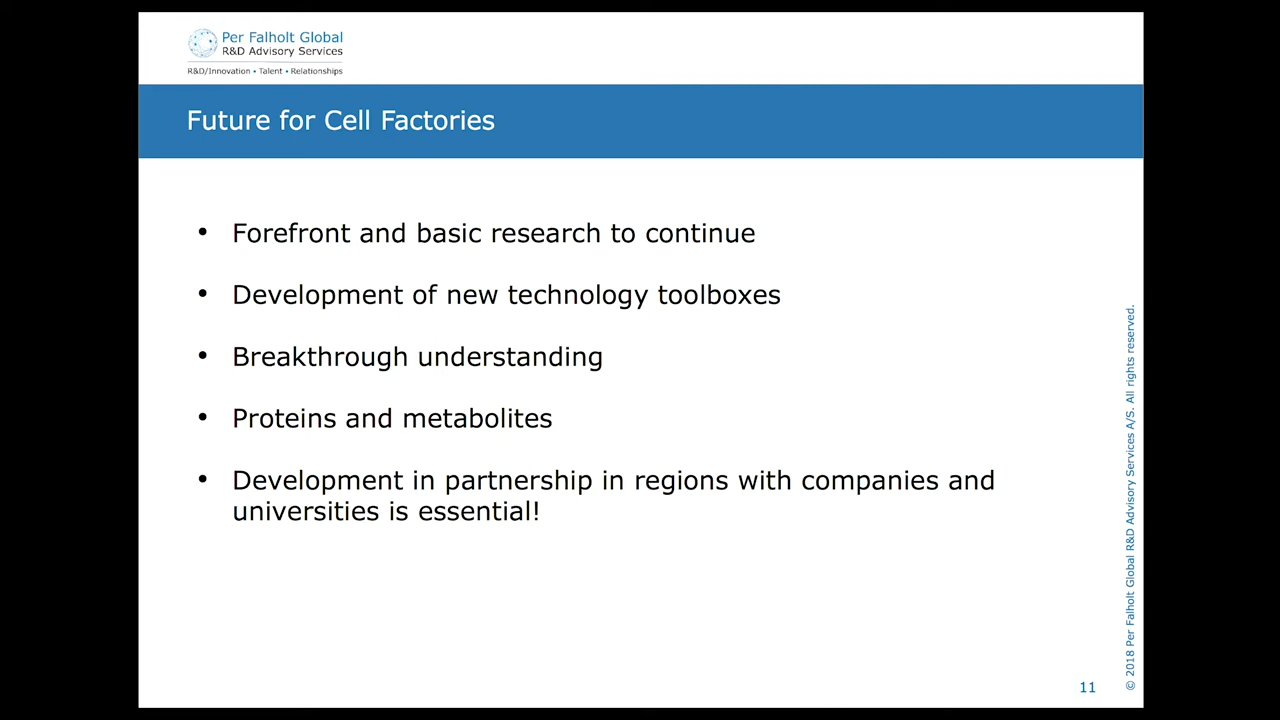 Per Falholt Global
R&D Advisory Services
R&D/Innovation • Talent • Relationships
Future for Cell Factories
• Forefront and basic research to continue
• Development of new technology toolboxes
• Breakthrough understanding
• Proteins and metabolites
• Development in partnership in regions with companies and
universities is essential!
© 2018 Per Falholt Global R&D Advisory Services A/S. All rights reserved.
11